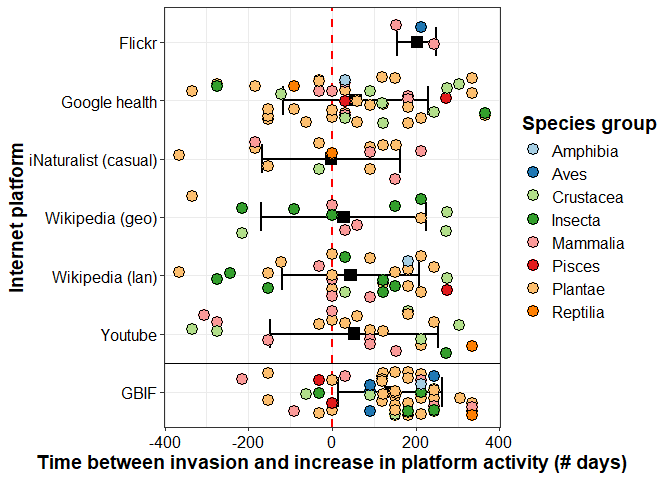 Internet platform
Flickr
Google health
iNaturalist (casual)
Wikipedia (geo)
Wikipedia (lan)
Youtube
GBIF
-400 -200 0 200 400
Time between invasion and increase in platform activity (# days)
Species group
Amphibia
Aves
Crustacea
Insecta
Mammalia
Pisces
Plantae
Reptilia